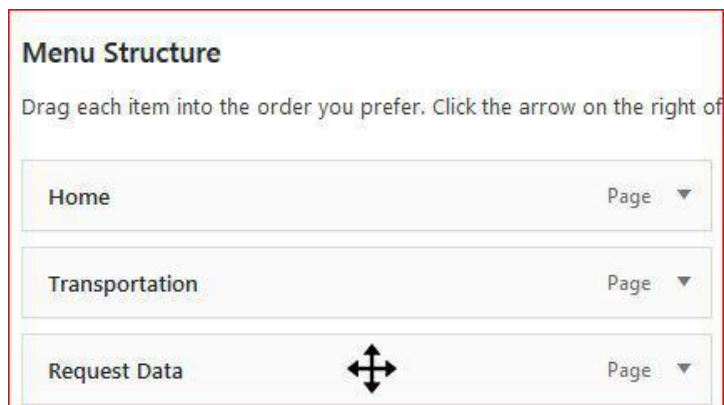 Menu Structure
Drag each item into the order you prefer. Click the arrow on the right of
Home Page
Transportation Page
Request Data Page